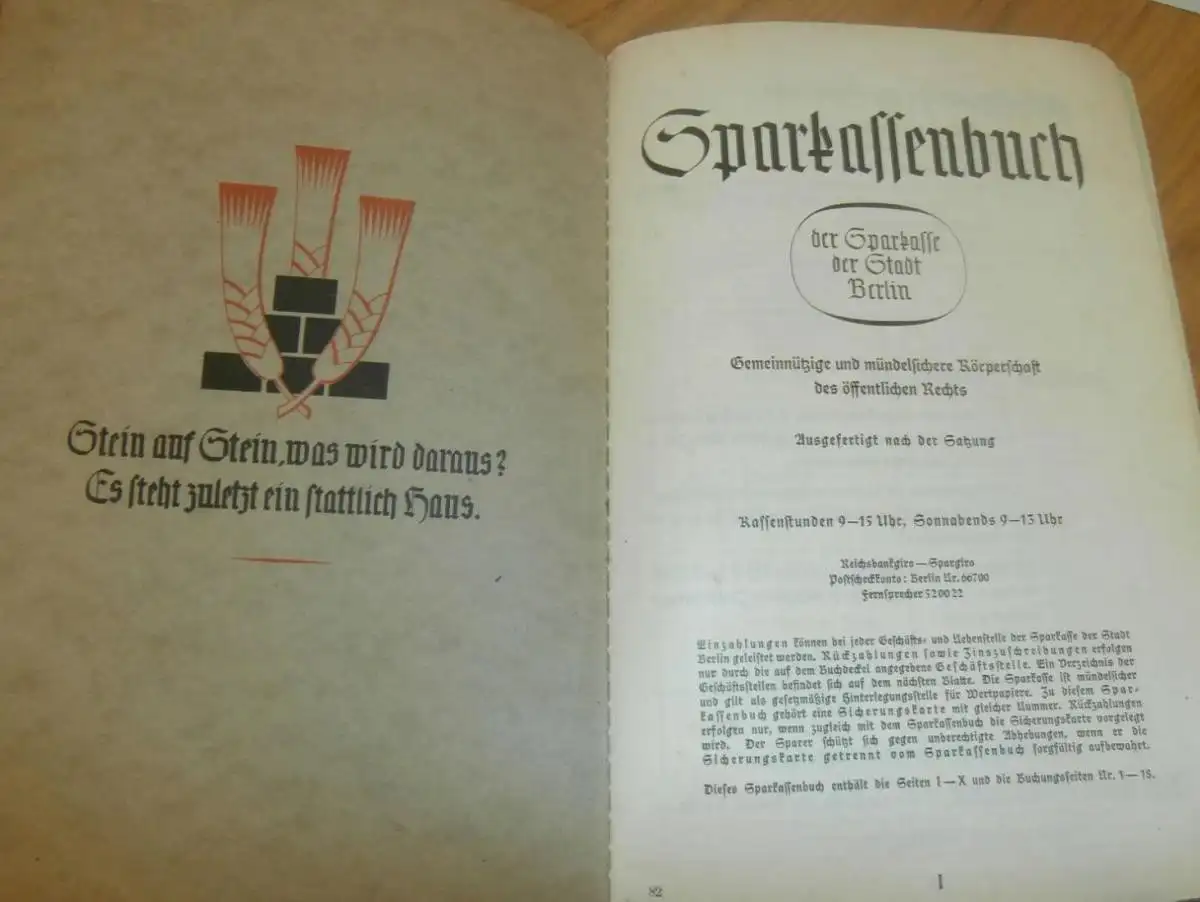 Stein auf Stein, was wird daraus?
Es steht zuletzt ein stattlich Haus.
Sparkassenbuch
der Sparkasse
der Stadt
Berlin
Gemeinnützige und mündelsichere Körperschaft
des öffentlichen Rechts
Ausgefertigt nach der Satzung
Kassenstunden 9—15 Uhr, Sonnabends 9—13 Uhr
Reichsbankgiro — Spargiro
Postscheckkonto: Berlin Nr. 66700
Fernsprecher 520022
Einzahlungen können bei jeder Geschäfts- und Nebenstelle der Sparkasse der Stadt
Berlin geleistet werden. Rückzahlungen sowie Zinszuschreibungen erfolgen
nur durch die auf dem Buchdeckel angegebene Geschäftsstelle. Ein Verzeichnis der
Geschäftsstellen befindet sich auf dem nächsten Blatte. Die Sparkasse ist mündelsicher
und gilt als gesetzmäßige Hinterlegungsstelle für Wertpapiere. Zu diesem Spar-
kassenbuch gehört eine Sicherungskarte mit gleicher Nummer. Rückzahlungen
erfolgen nur, wenn zugleich mit dem Sparkassenbuch die Sicherungskarte vorgelegt
wird. Der Sparer schützt sich gegen unberechtigte Abhebungen, wenn er die
Sicherungskarte getrennt vom Sparkassenbuch sorgfältig aufbewahrt.
Dieses Sparkassenbuch enthält die Seiten I—X und die Buchungsseiten Nr. 1—15.
82
I